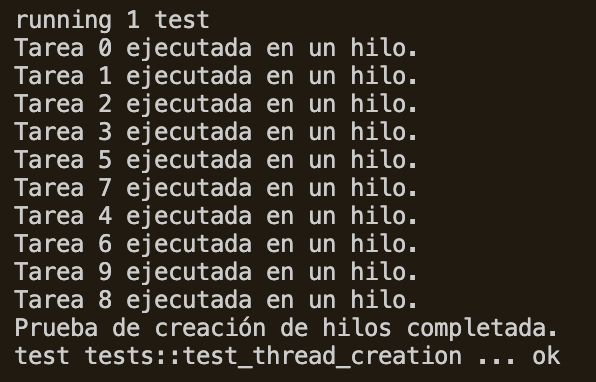 running 1 test
Tarea 0 ejecutada en un hilo.
Tarea 1 ejecutada en un hilo.
Tarea 2 ejecutada en un hilo.
Tarea 3 ejecutada en un hilo.
Tarea 5 ejecutada en un hilo.
Tarea 7 ejecutada en un hilo.
Tarea 4 ejecutada en un hilo.
Tarea 6 ejecutada en un hilo.
Tarea 9 ejecutada en un hilo.
Tarea 8 ejecutada en un hilo.
Prueba de creación de hilos completada.
test tests::test_thread_creation ... ok